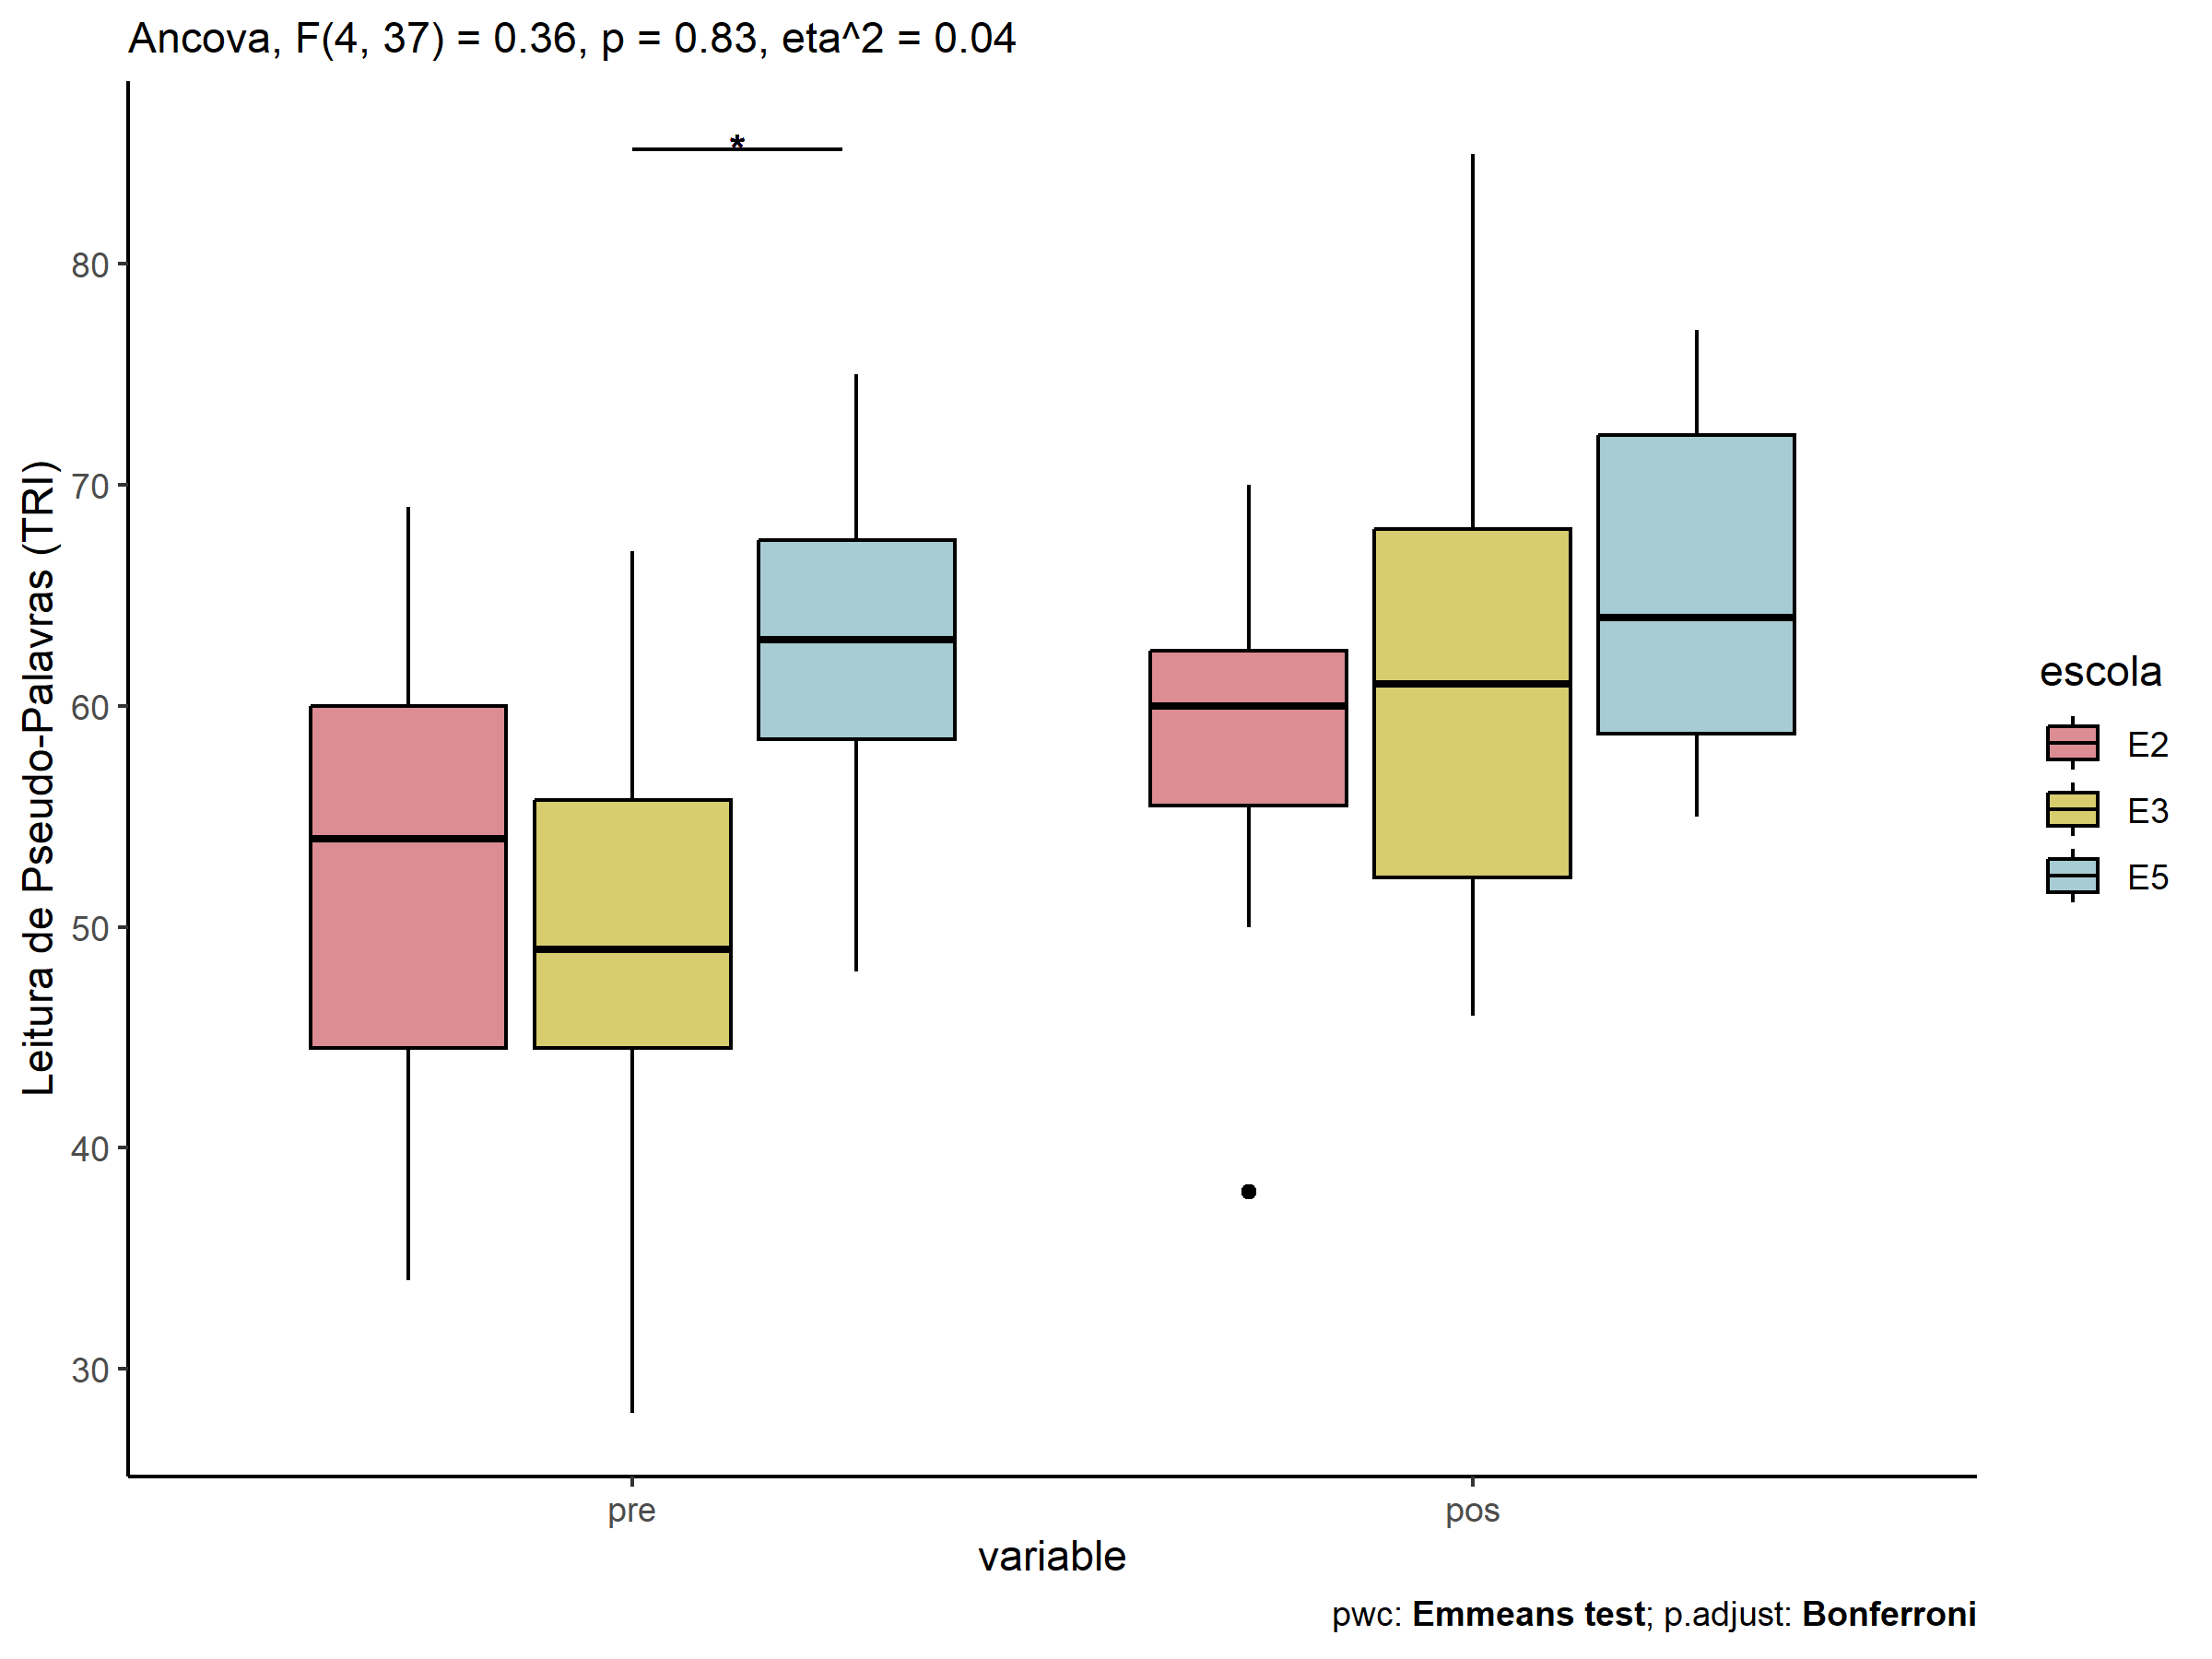 Ancova, F(4, 37) = 0.36, p = 0.83, eta^2 = 0.04
*
Leitura de Pseudo-Palavras (TRI)
80
70
60
50
40
30
pre
pos
variable
escola
E2
E3
E5
pwc: Emmeans test; p.adjust: Bonferroni